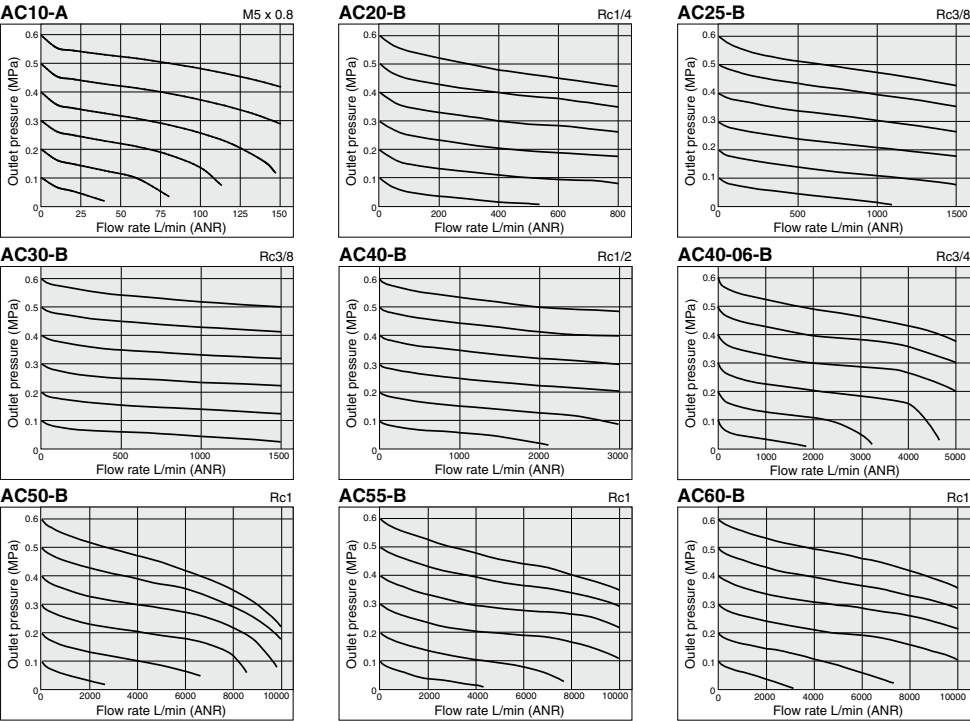 AC10-A M5 x 0.8
Outlet pressure (MPa)
0.6
0.5
0.4
0.3
0.2
0.1
0
0 25 50 75 100 125 150
Flow rate L/min (ANR)
AC20-B Rc1/4
Outlet pressure (MPa)
0.6
0.5
0.4
0.3
0.2
0.1
0
0 200 400 600 800
Flow rate L/min (ANR)
AC25-B Rc3/8
Outlet pressure (MPa)
0.6
0.5
0.4
0.3
0.2
0.1
0
0 500 1000 1500
Flow rate L/min (ANR)
AC30-B Rc3/8
Outlet pressure (MPa)
0.6
0.5
0.4
0.3
0.2
0.1
0
0 500 1000 1500
Flow rate L/min (ANR)
AC40-B Rc1/2
Outlet pressure (MPa)
0.6
0.5
0.4
0.3
0.2
0.1
0
0 1000 2000 3000
Flow rate L/min (ANR)
AC40-06-B Rc3/4
Outlet pressure (MPa)
0.6
0.5
0.4
0.3
0.2
0.1
0
0 1000 2000 3000 4000 5000
Flow rate L/min (ANR)
AC50-B Rc1
Outlet pressure (MPa)
0.6
0.5
0.4
0.3
0.2
0.1
0
0 2000 4000 6000 8000 10000
Flow rate L/min (ANR)
AC55-B Rc1
Outlet pressure (MPa)
0.6
0.5
0.4
0.3
0.2
0.1
0
0 2000 4000 6000 8000 10000
Flow rate L/min (ANR)
AC60-B Rc1
Outlet pressure (MPa)
0.6
0.5
0.4
0.3
0.2
0.1
0
0 2000 4000 6000 8000 10000
Flow rate L/min (ANR)